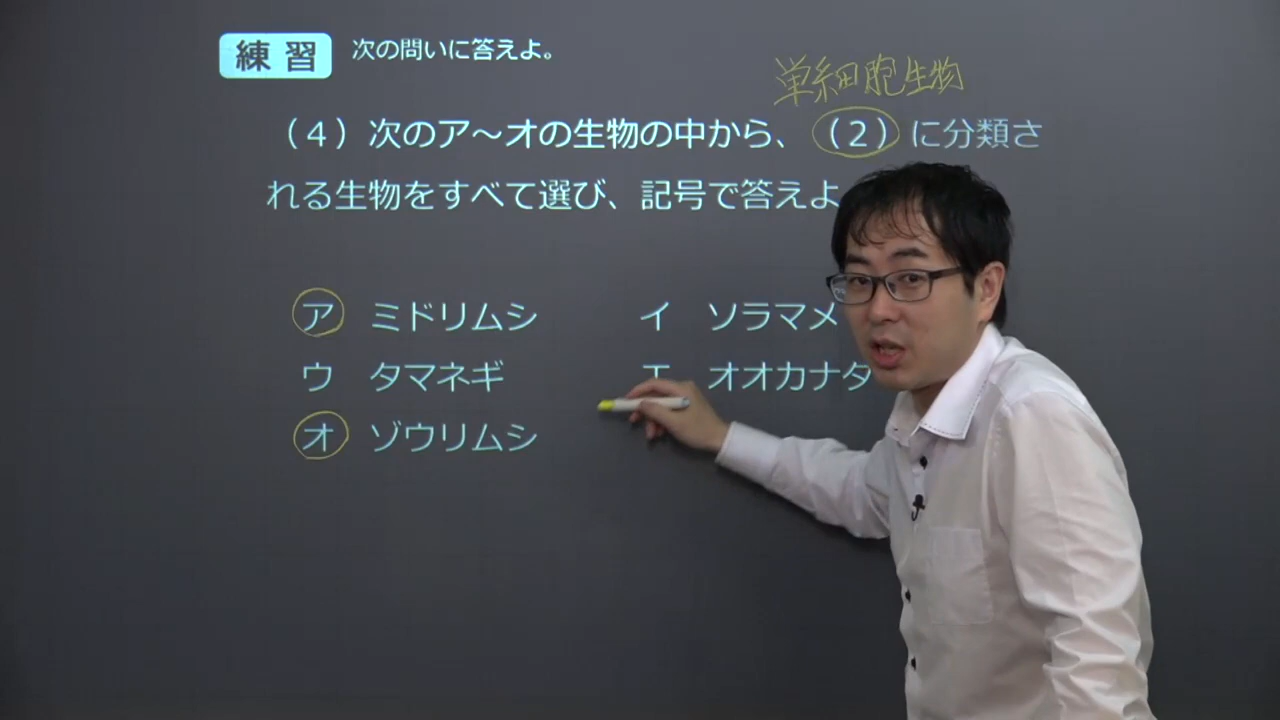 練習 次の問いに答えよ。
単細胞生物
(4)次のア～オの生物の中から、(2)に分類さ
れる生物をすべて選び、記号で答えよ
ア ミドリムシ イ ソラマメ
ウ タマネギ エ オオカナダ
オ ゾウリムシ